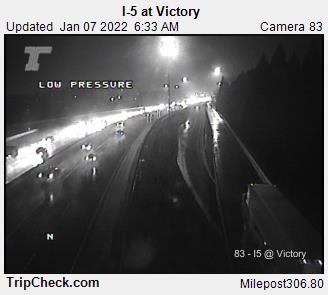 I-5 at Victory
Updated Jan 07 2022 6:33 AM Camera 83
T
LOW PRESSURE
N
83 - I5 @ Victory
TripCheck.com Milepost306.80